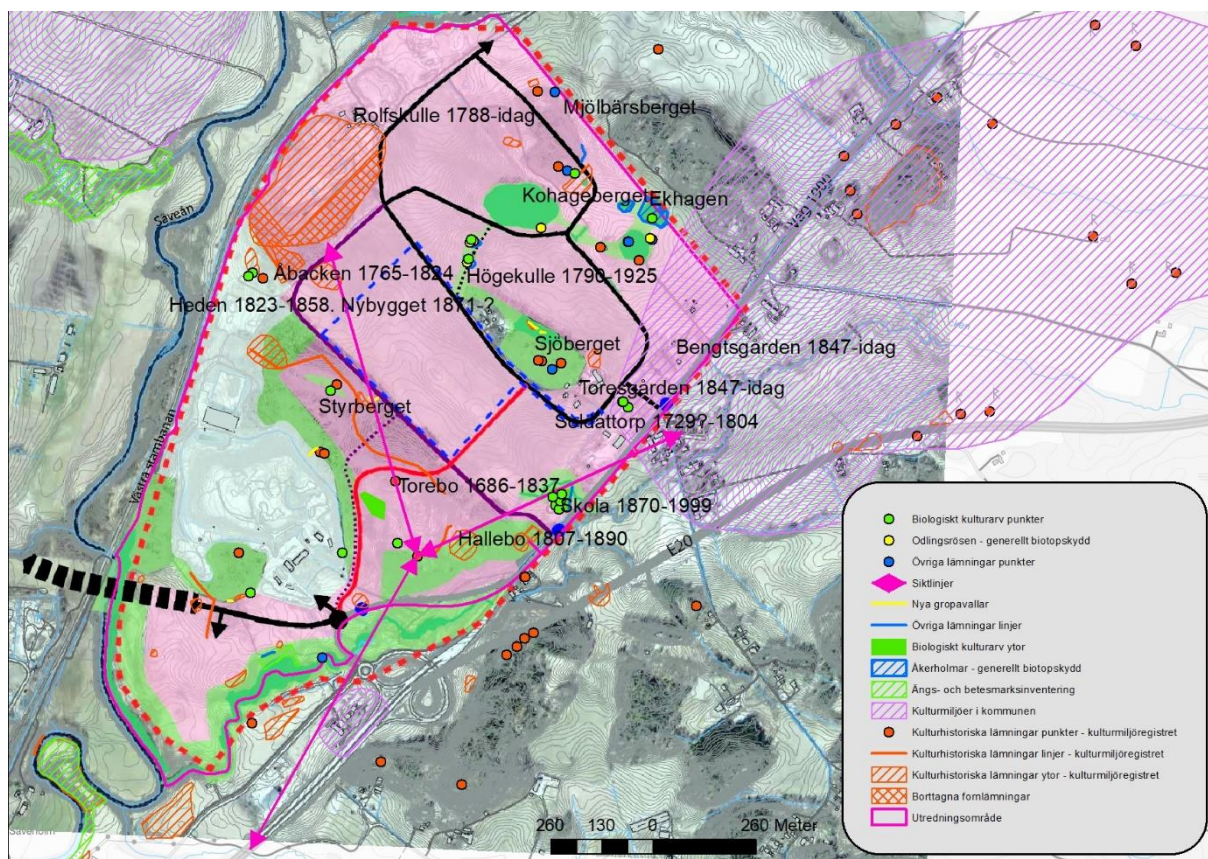 Mjölbärsberget
Rolfskulle 1788-idag
Kohageberget
Ekhagen
Säveån
Väg 1900
Åbacken 1765-1824
Högekulle 1790-1925
Heden 1823-1858. Nybygget 1871-?
Sjöberget
Bengtsgården 1847-idag
Toresgården 1847-idag
Styrberget
Soldattorp 1729?-1804
Västra stambanan
Torebo 1686-1837
Skola 1870-1999
Hallebo 1807-1890
E20
Biologiskt kulturarv punkter
Odlingsrösen - generellt biotopskydd
Övriga lämningar punkter
Siktlinjer
Nya gropavallar
Övriga lämningar linjer
Biologiskt kulturarv ytor
Åkerholmar - generellt biotopskydd
Ängs- och betesmarksinventering
Kulturmiljöer i kommunen
Kulturhistoriska lämningar punkter - kulturmiljöregistret
Kulturhistoriska lämningar linjer - kulturmiljöregistret
Kulturhistoriska lämningar ytor - kulturmiljöregistret
Borttagna fornlämningar
Utredningsområde
260 130 0 260 Meter
Säveholm